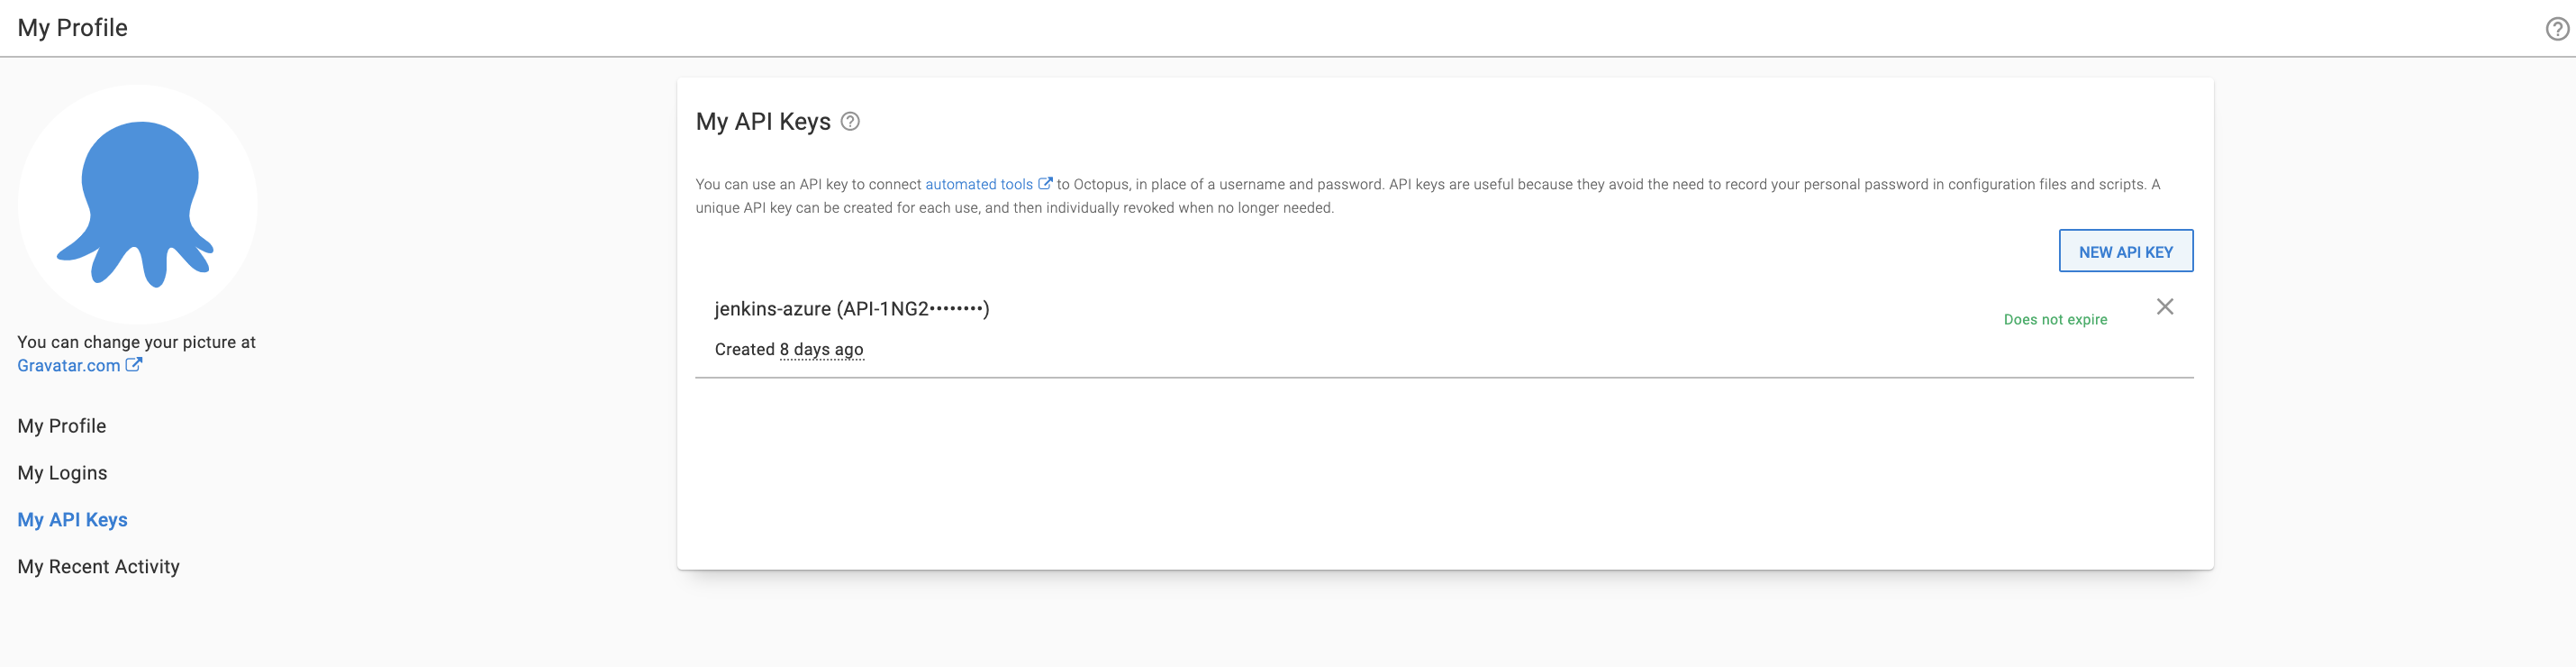 My Profile
You can change your picture at
Gravatar.com
My Profile
My Logins
My API Keys
My Recent Activity
My API Keys
You can use an API key to connect automated tools to Octopus, in place of a username and password. API keys are useful because they avoid the need to record your personal password in configuration files and scripts. A
unique API key can be created for each use, and then individually revoked when no longer needed.
NEW API KEY
jenkins-azure (API-1NG2••••••••)
Does not expire
Created 8 days ago